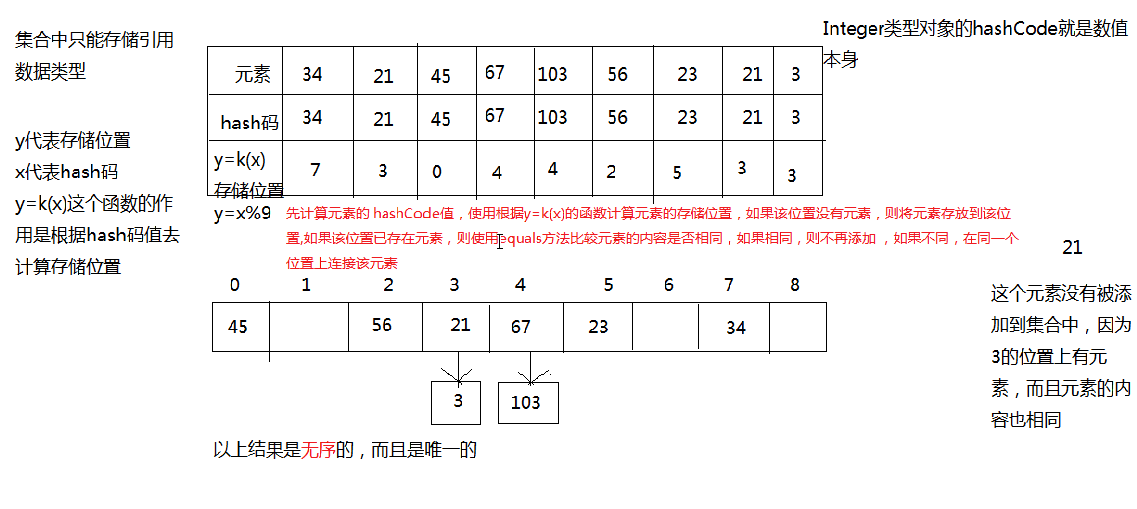 集合中只能存储引用
数据类型
Integer类型对象的hashCode就是数值
本身
元素 34 21 45 67 103 56 23 21 3
hash码 34 21 45 67 103 56 23 21 3
y=k(x)
存储位置 7 3 0 4 4 2 5 3 3
y=x%9
y代表存储位置
x代表hash码
y=k(x)这个函数的作
用是根据hash码值去
计算存储位置
先计算元素的 hashCode值，使用根据y=k(x)的函数计算元素的存储位置，如果该位置没有元素，则将元素存放到该位
置,如果该位置已存在元素，则使用equals方法比较元素的内容是否相同，如果相同，则不再添加 ，如果不同，在同一个
位置上连接该元素
0 1 2 3 4 5 6 7 8
45 56 21 67 23 34
3 103
以上结果是无序的，而且是唯一的
21
这个元素没有被添
加到集合中，因为
3的位置上有元
素，而且元素的内
容也相同